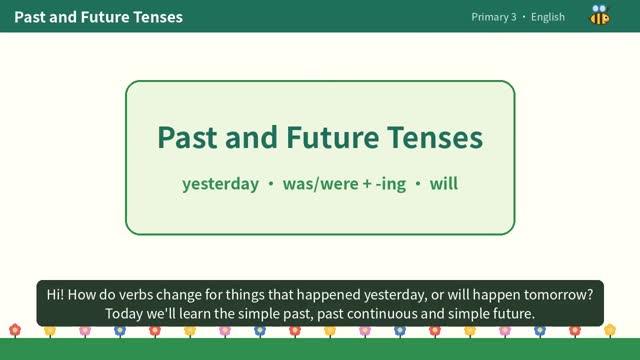 Past and Future Tenses
Primary 3 • English
Past and Future Tenses
yesterday • was/were + -ing • will
Hi! How do verbs change for things that happened yesterday, or will happen tomorrow?
Today we'll learn the simple past, past continuous and simple future.